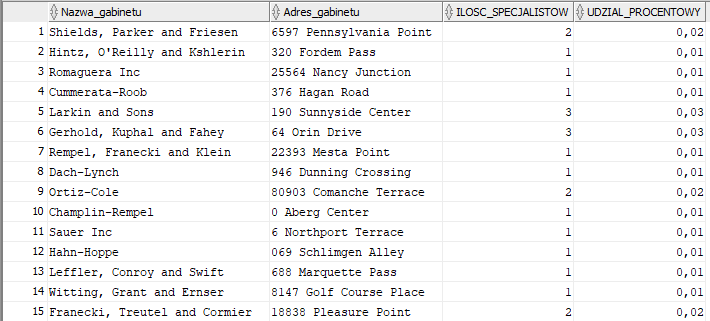 Nazwa_gabinetu Adres_gabinetu ILOSC_SPECJALISTOW UDZIAL_PROCENTOWY
1 Shields, Parker and Friesen 6597 Pennsylvania Point 2 0,02
2 Hintz, O'Reilly and Kshlerin 320 Fordem Pass 1 0,01
3 Romaguera Inc 25564 Nancy Junction 1 0,01
4 Cummerata-Roob 376 Hagan Road 1 0,01
5 Larkin and Sons 190 Sunnyside Center 3 0,03
6 Gerhold, Kuphal and Fahey 64 Orin Drive 3 0,03
7 Rempel, Franecki and Klein 22393 Mesta Point 1 0,01
8 Dach-Lynch 946 Dunning Crossing 1 0,01
9 Ortiz-Cole 80903 Comanche Terrace 2 0,02
10 Champlin-Rempel 0 Aberg Center 1 0,01
11 Sauer Inc 6 Northport Terrace 1 0,01
12 Hahn-Hoppe 069 Schlimgen Alley 1 0,01
13 Leffler, Conroy and Swift 688 Marquette Pass 1 0,01
14 Witting, Grant and Ernser 8147 Golf Course Place 1 0,01
15 Franecki, Treutel and Cormier 18838 Pleasure Point 2 0,02